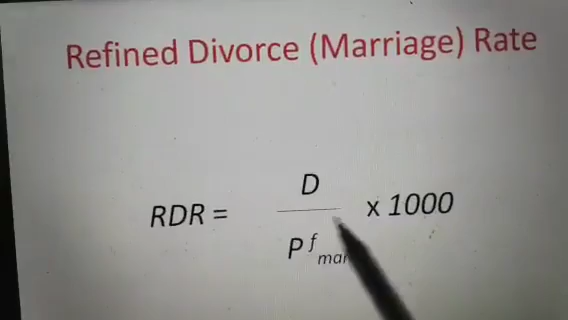 Refined Divorce (Marriage) Rate
RDR = D / P f mar x 1000